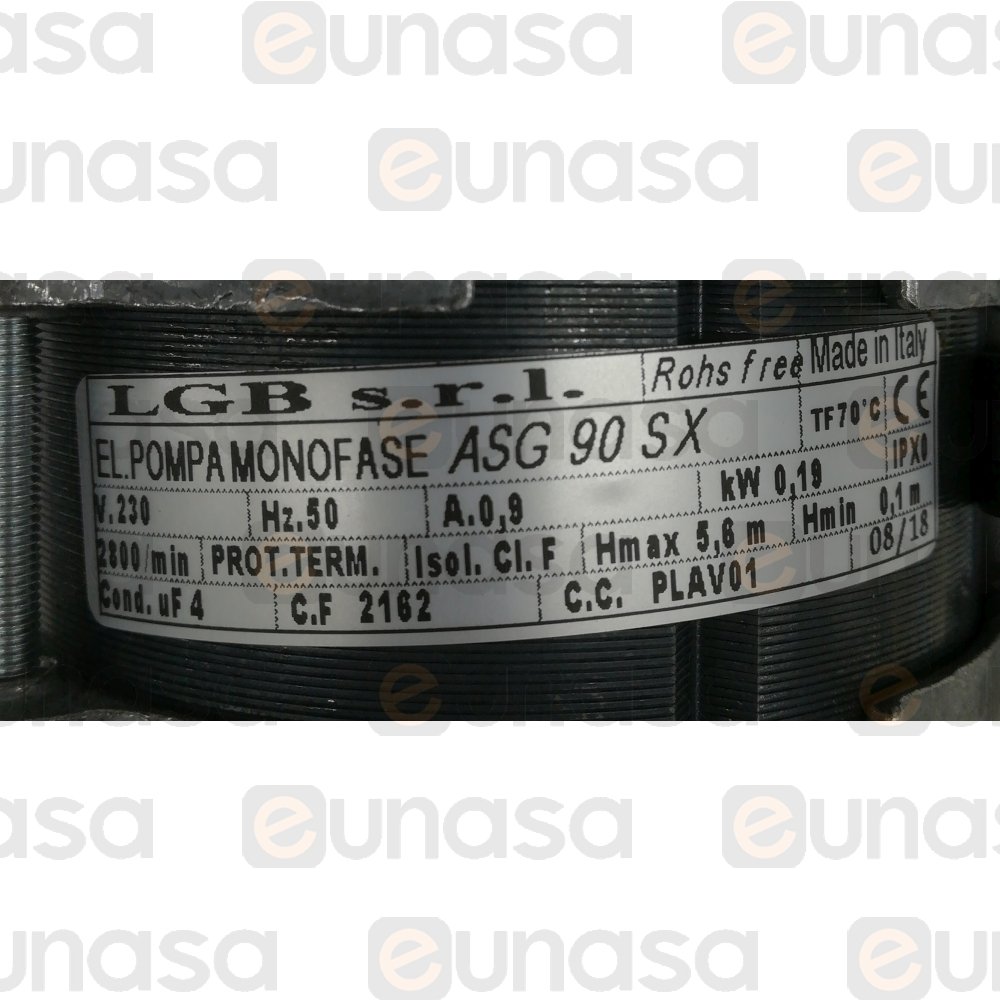 LGB s.r.l. Rohs free Made in Italy
EL.POMPA MONOFASE ASG 90 SX TF70°C CE
V.230 Hz.50 A.0,9 kW 0,19 IPX0
2800/min PROT.TERM. Isol. Cl.F Hmax 5,6 m Hmin 0,1 m
Cond. uF4 C.F 2162 C.C. PLAV01 08/18
eunasa